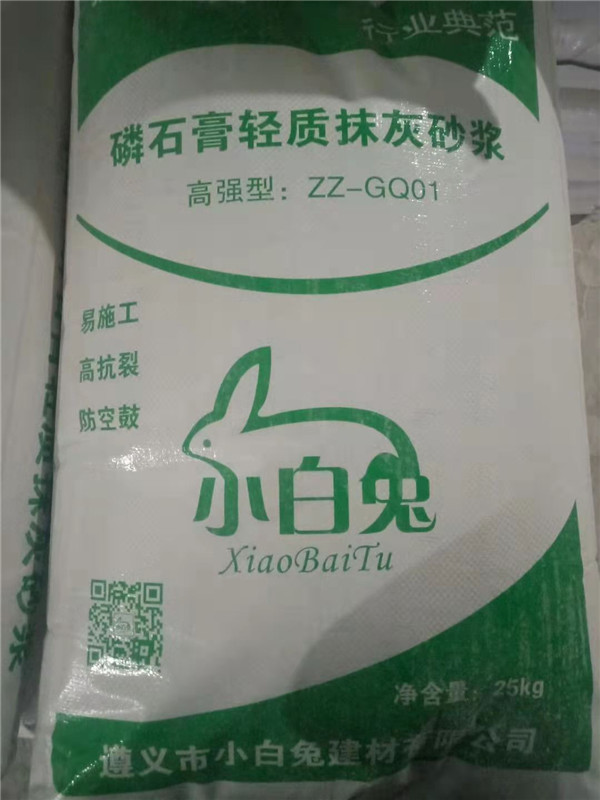 行业典范
磷石膏轻质抹灰砂浆
高强型：ZZ-GQ01
易施工
高抗裂
防空鼓
小白兔
XiaoBaiTu
净含量：25kg
遵义市小白兔建材有限公司